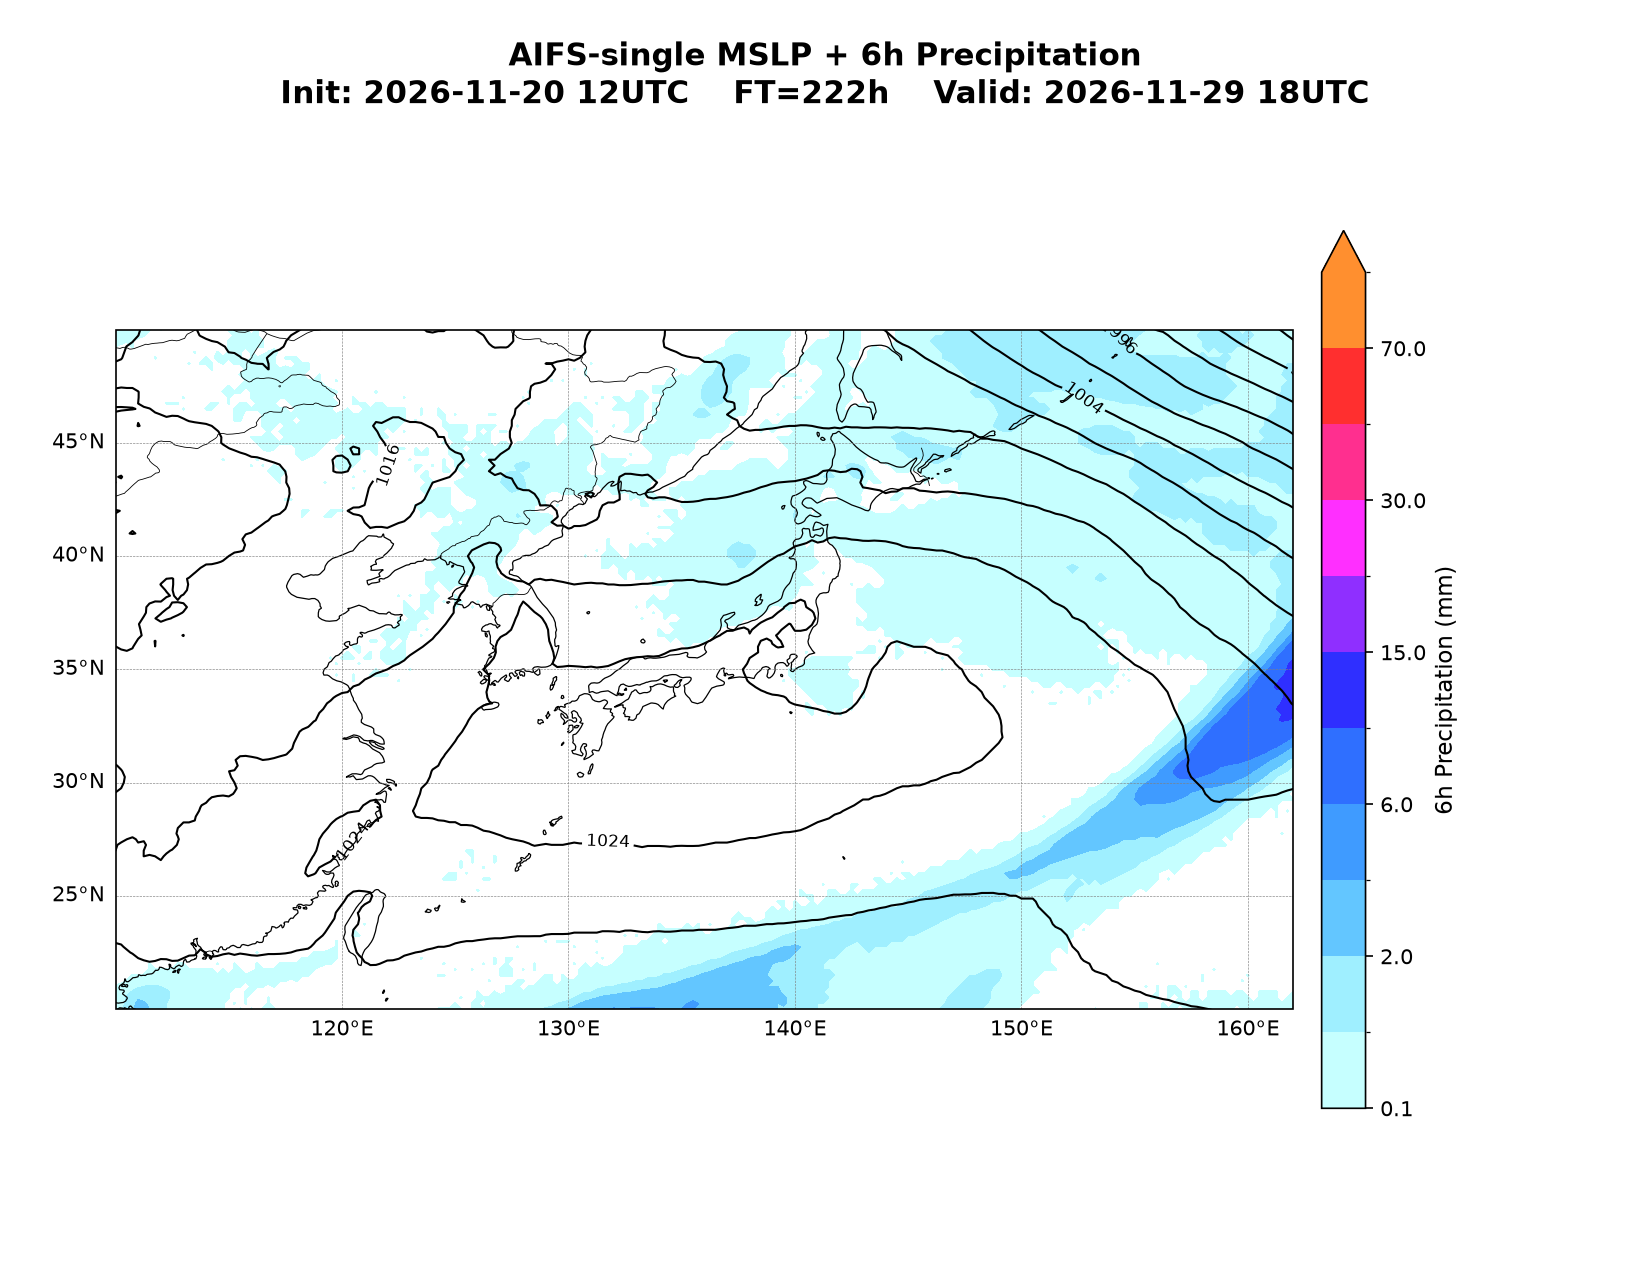 AIFS-single MSLP + 6h Precipitation
Init: 2026-11-20 12UTC    FT=222h    Valid: 2026-11-29 18UTC
996
1004
1016
1024
1024
45°N
40°N
35°N
30°N
25°N
120°E
130°E
140°E
150°E
160°E
70.0
30.0
15.0
6.0
2.0
0.1
6h Precipitation (mm)